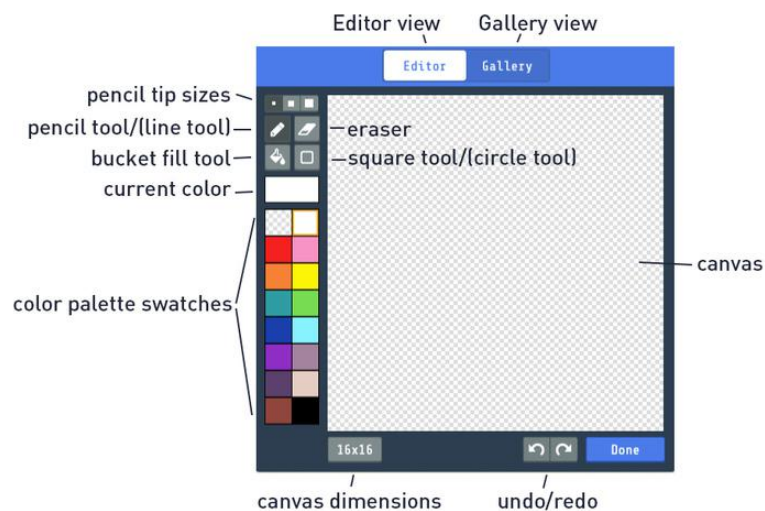 Editor view Gallery view
Editor Gallery
pencil tip sizes
pencil tool/(line tool)
eraser
bucket fill tool
square tool/(circle tool)
current color
canvas
color palette swatches
16x16 Done
canvas dimensions undo/redo